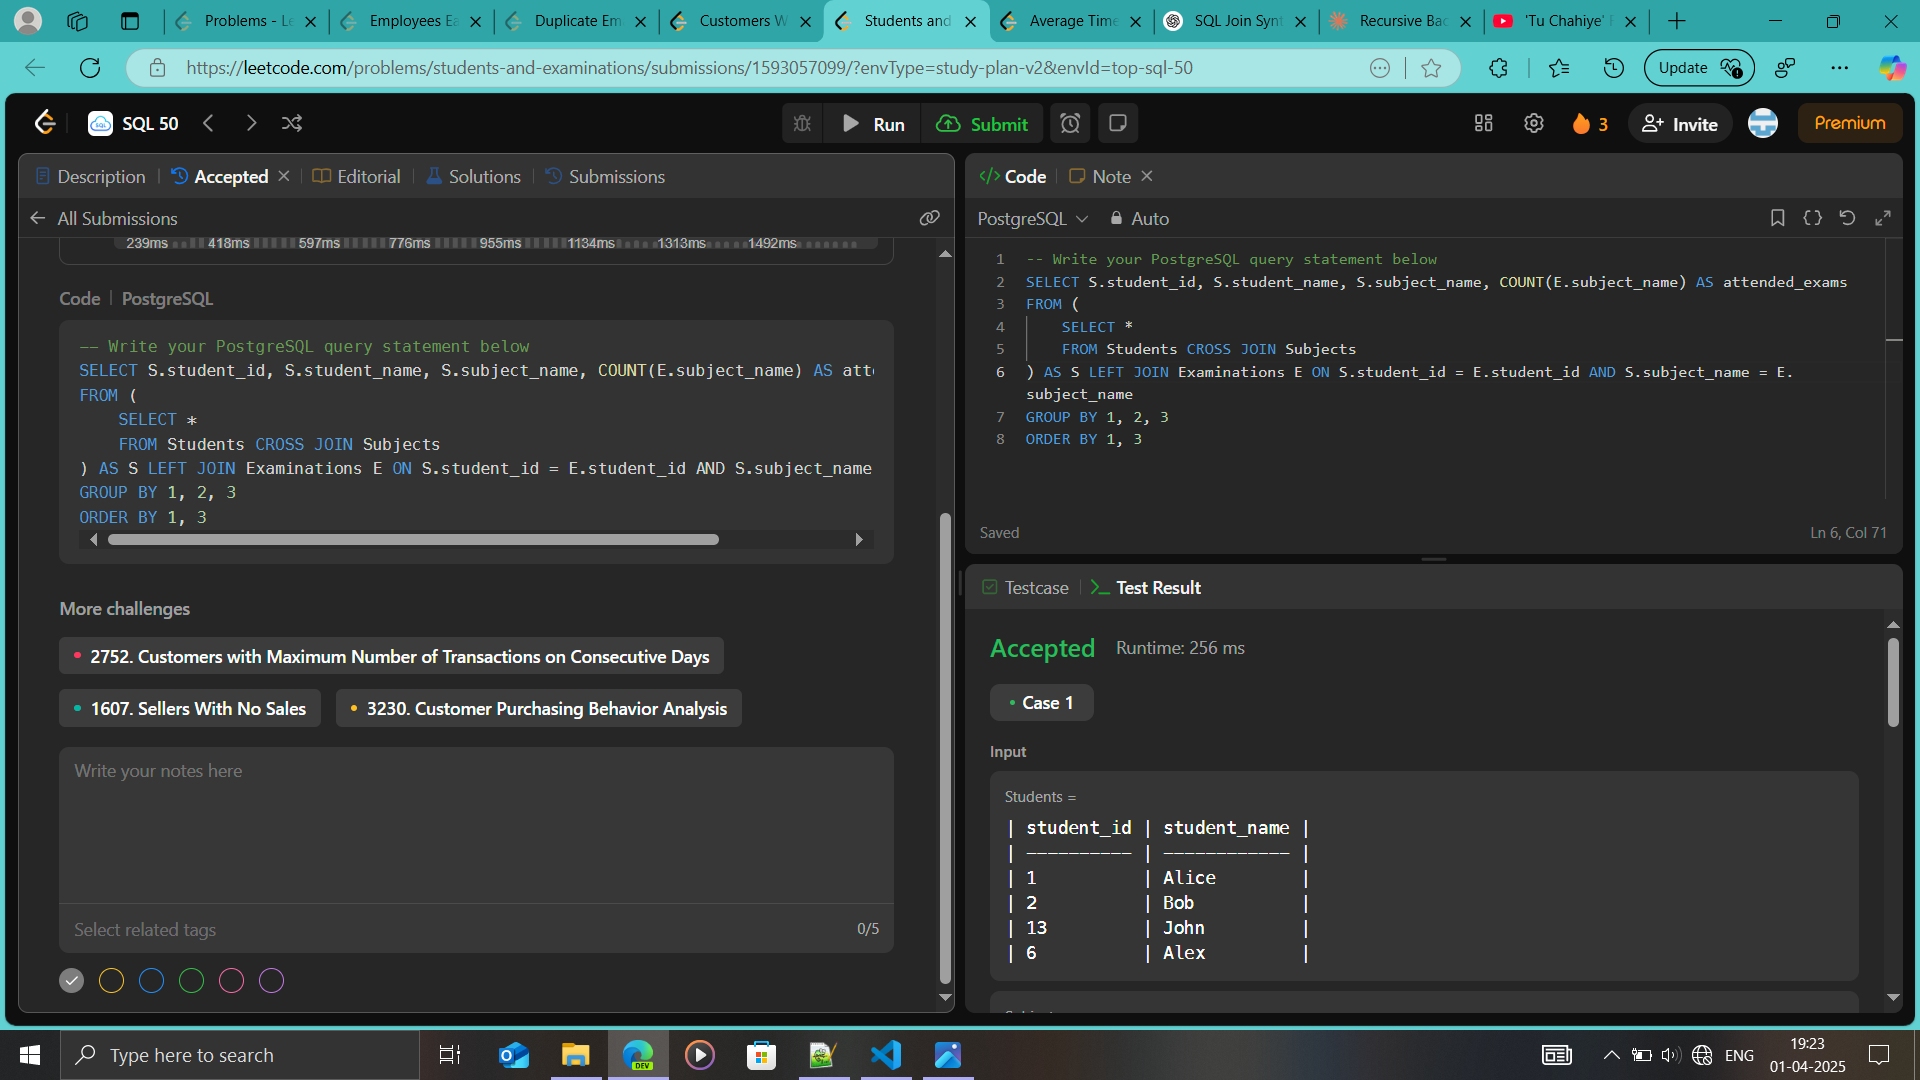 Problems - Le
Employees Ea
Duplicate Em
Customers W
Students and
Average Time
SQL Join Synt
Recursive Bac
'Tu Chahiye' F
https://leetcode.com/problems/students-and-examinations/submissions/1593057099/?envType=study-plan-v2&envId=top-sql-50
Update
SQL 50
Run
Submit
3
Invite
Premium
Description
Accepted
Editorial
Solutions
Submissions
All Submissions
239ms 418ms 597ms 776ms 955ms 1134ms 1313ms 1492ms
Code | PostgreSQL
-- Write your PostgreSQL query statement below
SELECT S.student_id, S.student_name, S.subject_name, COUNT(E.subject_name) AS atte
FROM (
    SELECT *
    FROM Students CROSS JOIN Subjects
) AS S LEFT JOIN Examinations E ON S.student_id = E.student_id AND S.subject_name
GROUP BY 1, 2, 3
ORDER BY 1, 3
More challenges
2752. Customers with Maximum Number of Transactions on Consecutive Days
1607. Sellers With No Sales
3230. Customer Purchasing Behavior Analysis
Write your notes here
Select related tags
0/5
</> Code
Note
PostgreSQL
Auto
1 -- Write your PostgreSQL query statement below
2 SELECT S.student_id, S.student_name, S.subject_name, COUNT(E.subject_name) AS attended_exams
3 FROM (
4     SELECT *
5     FROM Students CROSS JOIN Subjects
6 ) AS S LEFT JOIN Examinations E ON S.student_id = E.student_id AND S.subject_name = E.
subject_name
7 GROUP BY 1, 2, 3
8 ORDER BY 1, 3
Saved
Ln 6, Col 71
Testcase
Test Result
Accepted
Runtime: 256 ms
Case 1
Input
Students =
| student_id | student_name |
| ---------- | ------------ |
| 1          | Alice        |
| 2          | Bob          |
| 13         | John         |
| 6          | Alex         |
Type here to search
DEV
ENG
19:23
01-04-2025